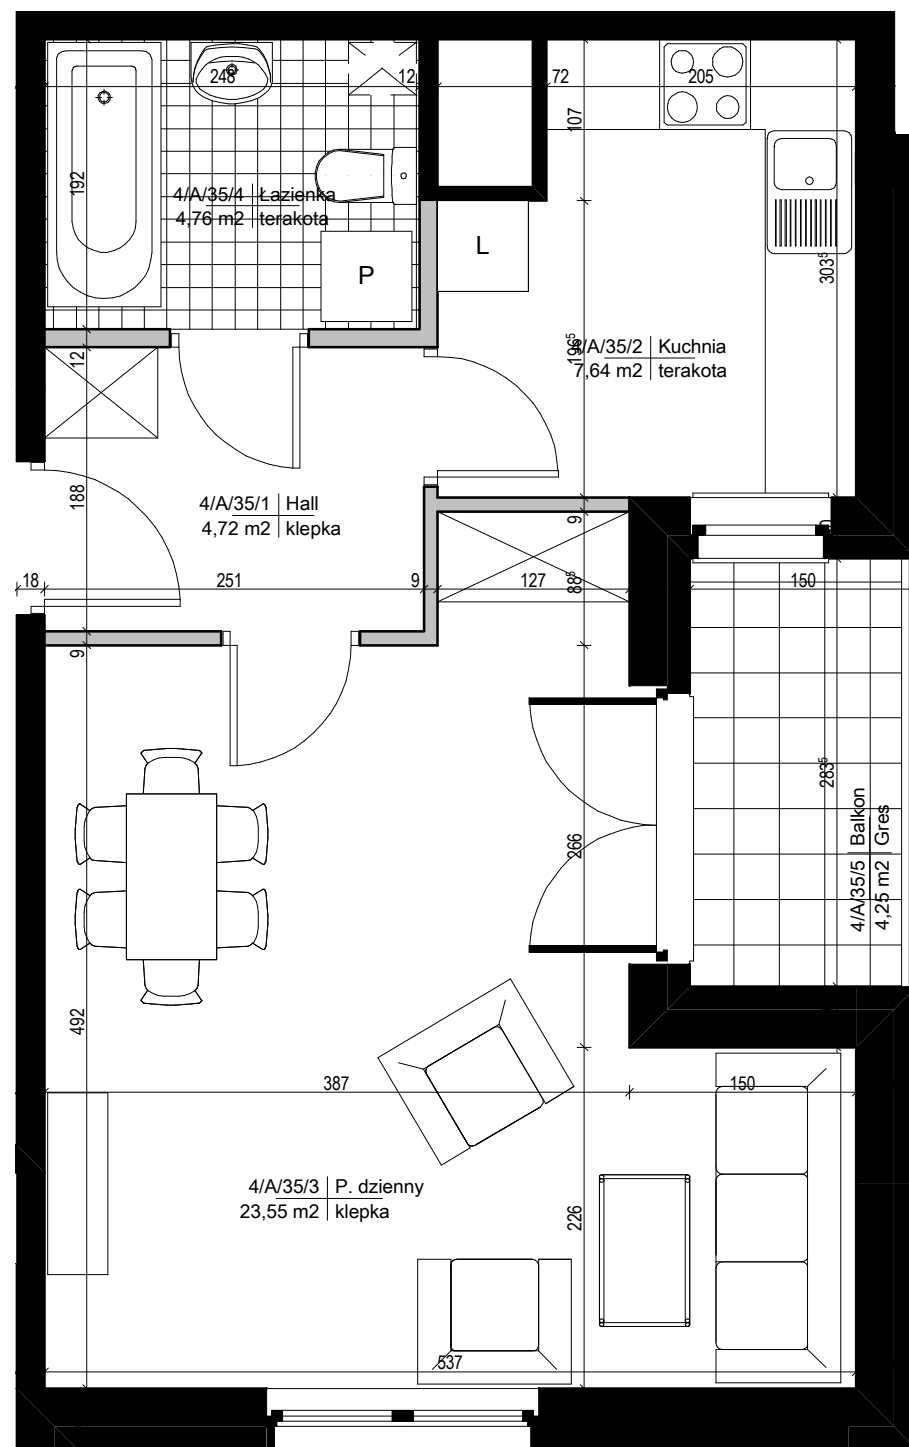 248
12
72
205
107
192
4/A/35/4 Łazienka
4,76 m2 terakota
P
L
303⁵
196⁵
4/A/35/2 Kuchnia
7,64 m2 terakota
12
188
4/A/35/1 Hall
4,72 m2 klepka
9
18
251
9
127
88⁵
150
9
283⁵
266
4/A/35/5 Balkon
4,25 m2 Gres
492
387
150
4/A/35/3 P. dzienny
23,55 m2 klepka
226
537